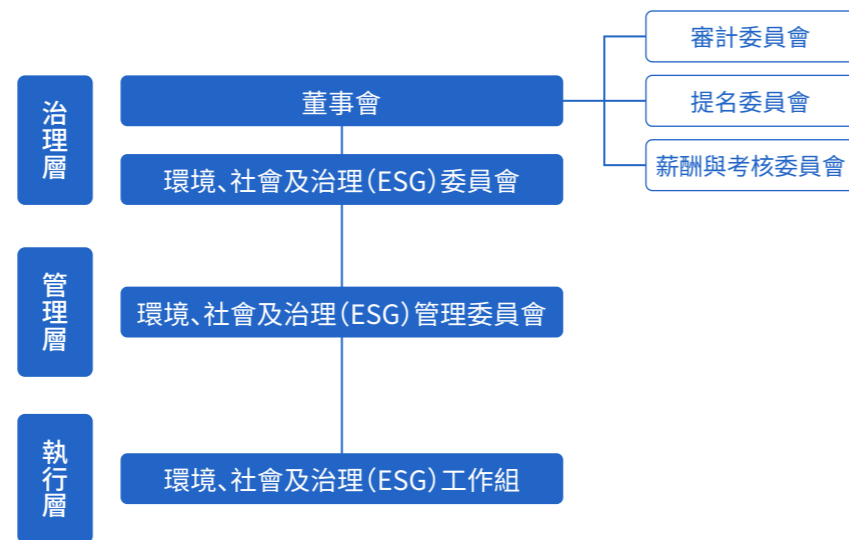 治理層
董事會
環境、社會及治理(ESG)委員會
審計委員會
提名委員會
薪酬與考核委員會
管理層
環境、社會及治理(ESG)管理委員會
執行層
環境、社會及治理(ESG)工作組